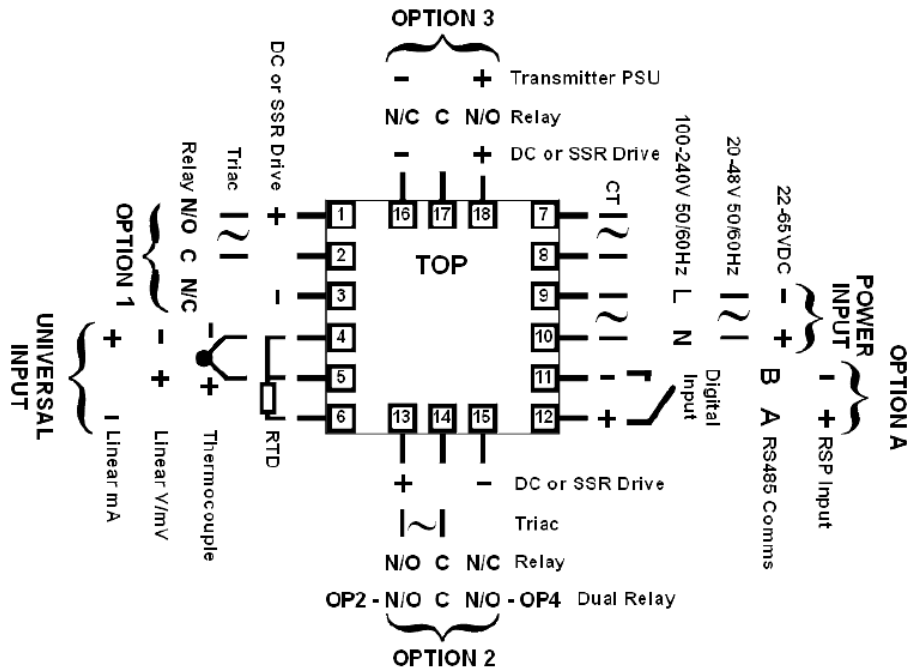 OPTION 3
- + Transmitter PSU
N/C C N/O Relay
- + DC or SSR Drive
16 17 18
TOP
1
2
3
4
5
6
7
8
9
10
11
12
13 14 15
DC or SSR Drive + -
Triac ~
Relay N/O C N/C
OPTION 1
UNIVERSAL INPUT
+ - Linear mA
- + Linear V/mV
- + Thermocouple
RTD
CT ~
~
100-240V 50/60Hz L N
20-48V 50/60Hz ~
22-65VDC - +
POWER INPUT
- + Digital Input
B A RS485 Comms
- + RSP Input
OPTION A
+ - DC or SSR Drive
~ Triac
N/O C N/C Relay
OP2 - N/O C N/O - OP4 Dual Relay
OPTION 2